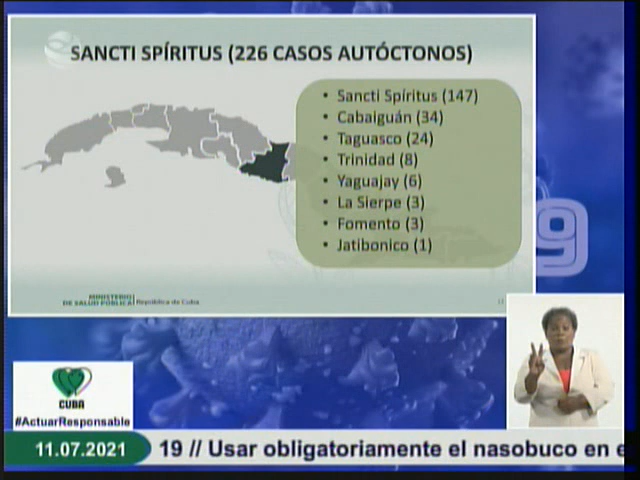 SANCTI SPÍRITUS (226 CASOS AUTÓCTONOS)
• Sancti Spíritus (147)
• Cabaiguán (34)
• Taguasco (24)
• Trinidad (8)
• Yaguajay (6)
• La Sierpe (3)
• Fomento (3)
• Jatibonico (1)
9
MINISTERIO
DE SALUD PÚBLICA República de Cuba
CUBA
#ActuarResponsable
11.07.2021 19 // Usar obligatoriamente el nasobuco en e